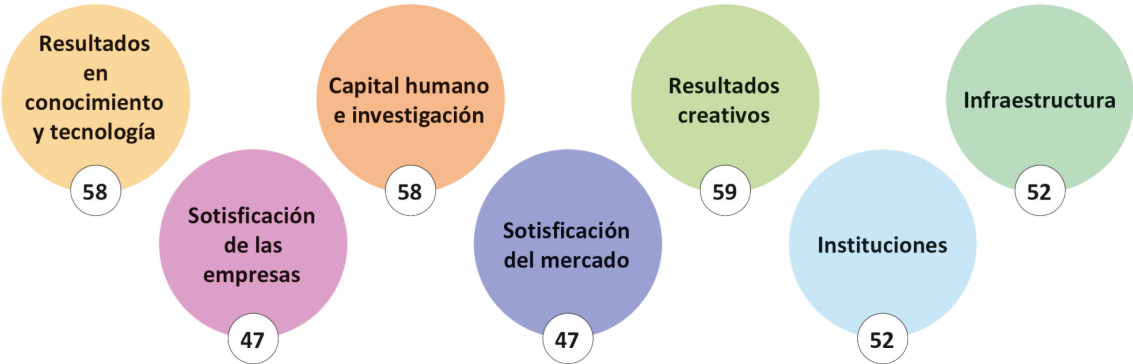 Resultados
en
conocimiento
y tecnología
58
Sotisficación
de las
empresas
47
Capital humano
e investigación
58
Sotisficación
del mercado
47
Resultados
creativos
59
Instituciones
52
Infraestructura
52